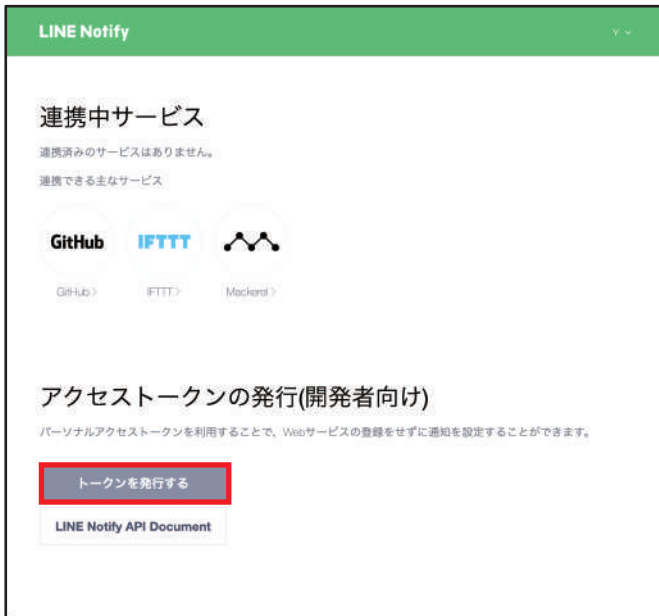 LINE Notify
Y
連携中サービス
連携済みのサービスはありません。
連携できる主なサービス
GitHub IFTTT
GitHub > IFTTT > Mackerel >
アクセストークンの発行(開発者向け)
パーソナルアクセストークンを利用することで、Webサービスの登録をせずに通知を設定することができます。
トークンを発行する
LINE Notify API Document